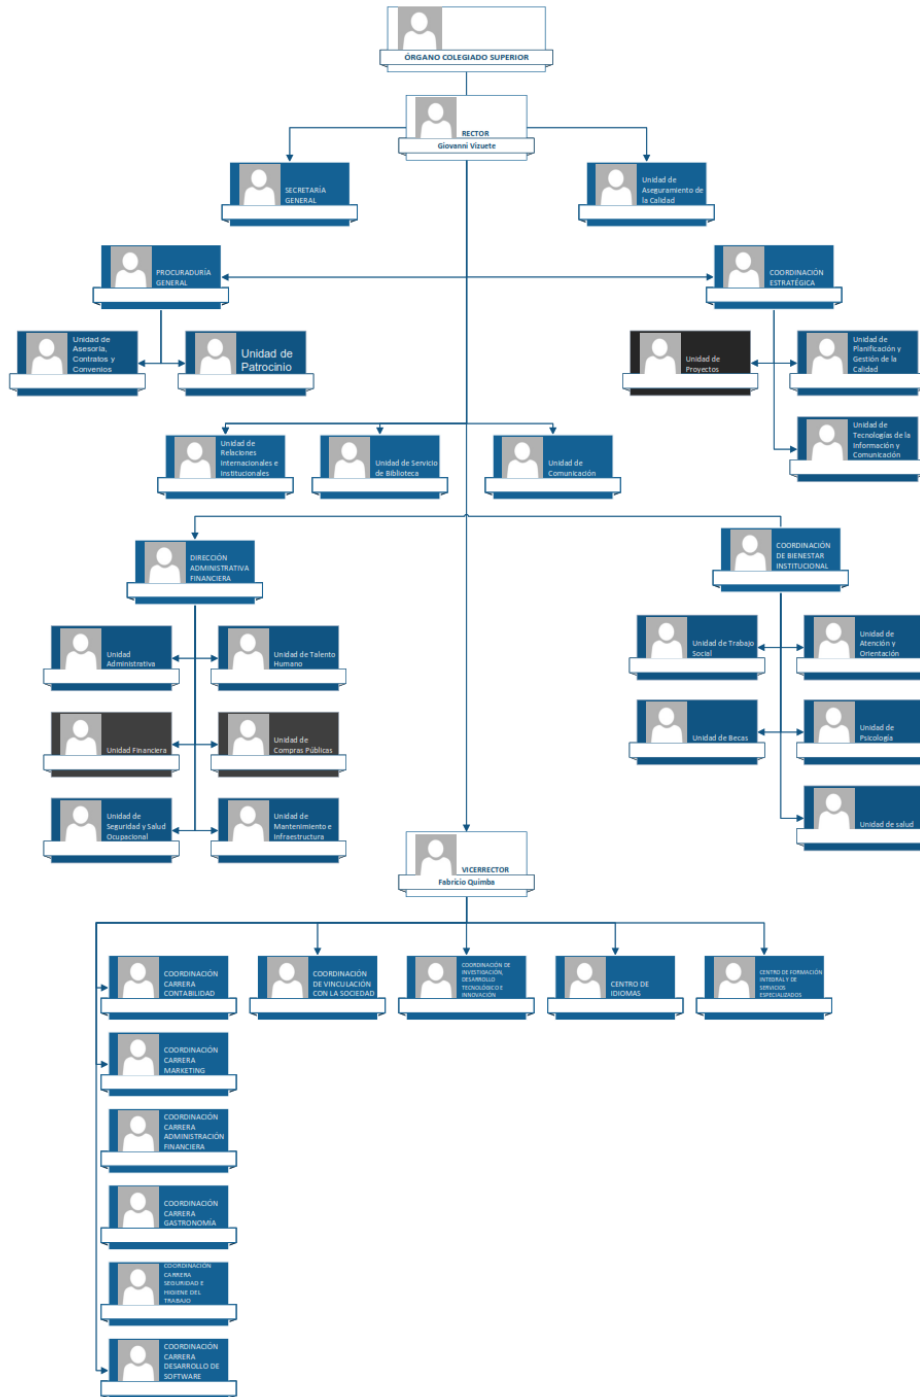 ÓRGANO COLEGIADO SUPERIOR
RECTOR
Giovanni Vizuete
SECRETARÍA
GENERAL
Unidad de
Aseguramiento de
la Calidad
PROCURADURÍA
GENERAL
COORDINACIÓN
ESTRATÉGICA
Unidad de
Asesoría,
Contratos y
Convenios
Unidad de
Patrocinio
Unidad de
Proyectos
Unidad de
Planificación y
Gestión de la
Calidad
Unidad de
Tecnologías de la
Información y
Comunicación
Unidad de
Relaciones
Internacionales e
Institucionales
Unidad de Servicio
de Biblioteca
Unidad de
Comunicación
DIRECCIÓN
ADMINISTRATIVA
FINANCIERA
COORDINACIÓN
DE BIENESTAR
INSTITUCIONAL
Unidad
Administrativa
Unidad de Talento
Humano
Unidad de Trabajo
Social
Unidad de
Atención y
Orientación
Unidad Financiera
Unidad de
Compras Públicas
Unidad de Becas
Unidad de
Psicología
Unidad de
Seguridad y Salud
Ocupacional
Unidad de
Mantenimiento e
Infraestructura
Unidad de salud
VICERRECTOR
Fabricio Quimba
COORDINACIÓN
CARRERA
CONTABILIDAD
COORDINACIÓN
DE VINCULACIÓN
CON LA SOCIEDAD
COORDINACIÓN DE
INVESTIGACIÓN,
DESARROLLO
TECNOLÓGICO E
INNOVACIÓN
CENTRO DE
IDIOMAS
CENTRO DE FORMACIÓN
INTEGRAL Y DE
SERVICIOS
ESPECIALIZADOS
COORDINACIÓN
CARRERA
MARKETING
COORDINACIÓN
CARRERA
ADMINISTRACIÓN
FINANCIERA
COORDINACIÓN
CARRERA
GASTRONOMÍA
COORDINACIÓN
CARRERA
SEGURIDAD E
HIGIENE DEL
TRABAJO
COORDINACIÓN
CARRERA
DESARROLLO DE
SOFTWARE